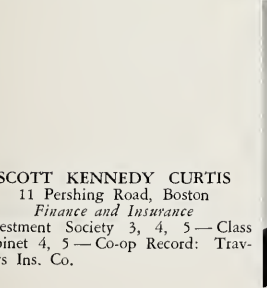 SCOTT KENNEDY CURTIS
11 Pershing Road, Boston
Finance and Insurance
estment Society 3, 4, 5 — Class
inet 4, 5 — Co-op Record: Trav-
s Ins. Co.